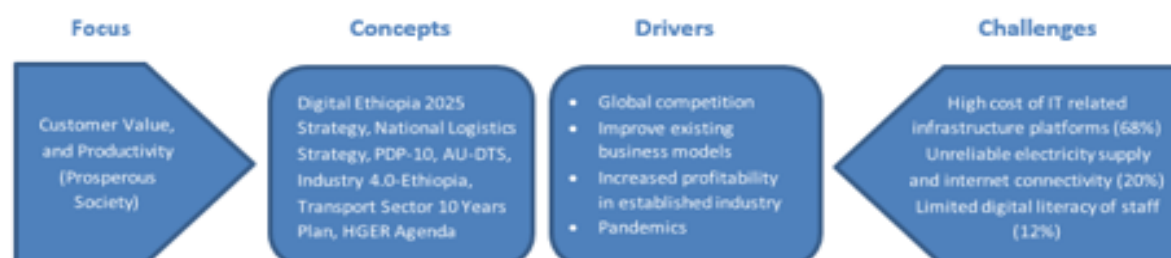 Focus
Customer Value,
and Productivity
(Prosperous
Society)
Concepts
Digital Ethiopia 2025
Strategy, National Logistics
Strategy, PDP-10, AU-DTS,
Industry 4.0-Ethiopia,
Transport Sector 10 Years
Plan, HGER Agenda
Drivers
• Global competition
• Improve existing
business models
• Increased profitability
in established industry
• Pandemics
Challenges
High cost of IT related
infrastructure platforms (68%)
Unreliable electricity supply
and internet connectivity (20%)
Limited digital literacy of staff
(12%)